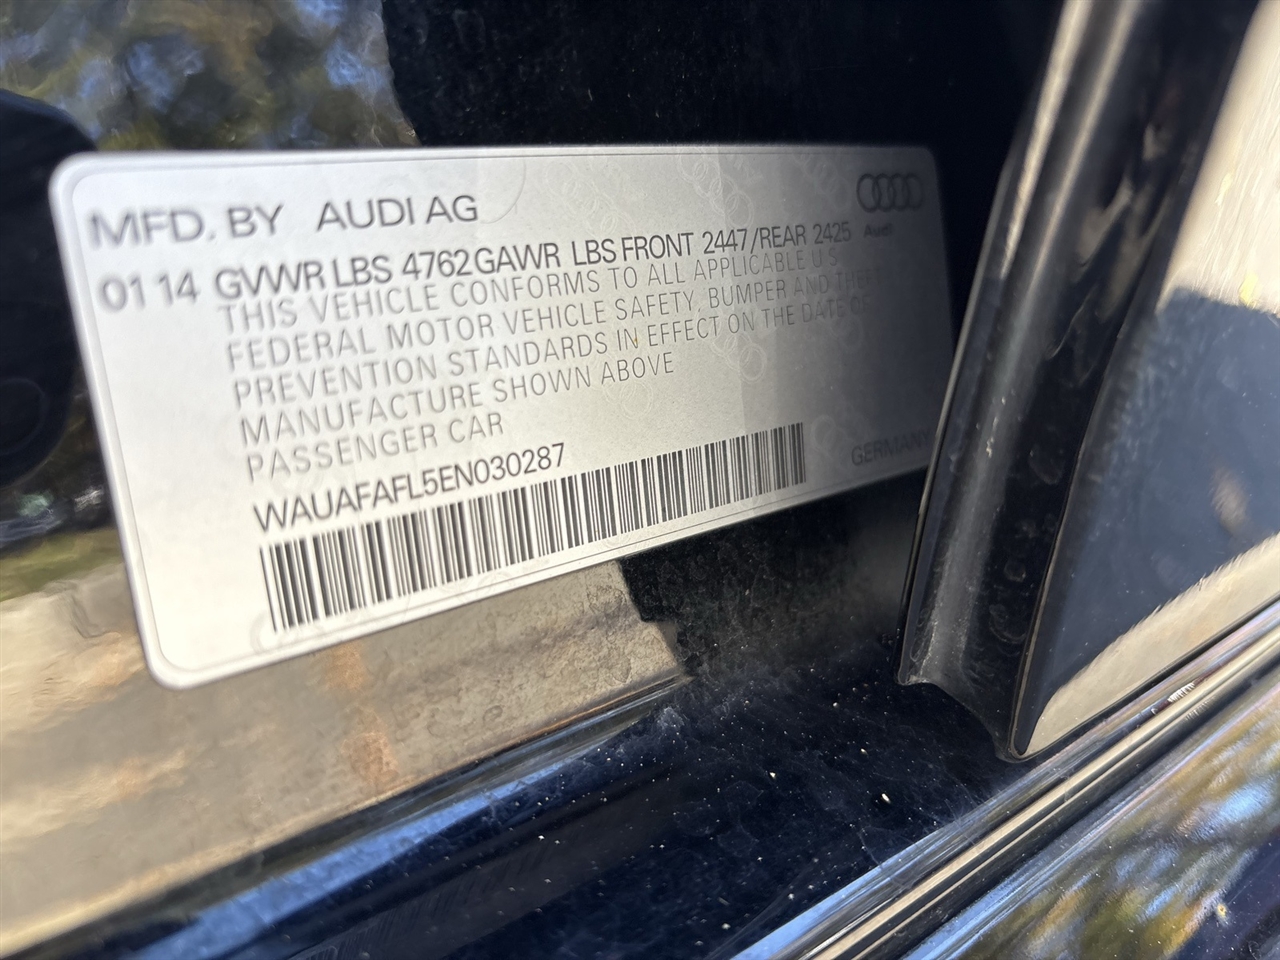 MFD. BY AUDI AG
Audi
01 14 GVWR LBS 4762 GAWR LBS FRONT 2447/REAR 2425
THIS VEHICLE CONFORMS TO ALL APPLICABLE U S
FEDERAL MOTOR VEHICLE SAFETY, BUMPER AND THEFT
PREVENTION STANDARDS IN EFFECT ON THE DATE OF
MANUFACTURE SHOWN ABOVE
PASSENGER CAR
WAUAFAFL5EN030287
GERMANY